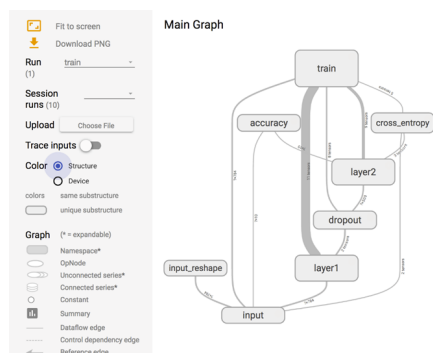 Fit to screen
Download PNG
Run
(1)
train
Session
runs (10)
Upload
Choose File
Trace inputs
Color
Structure
Device
colors
same substructure
unique substructure
Graph
(* = expandable)
Namespace*
OpNode
Unconnected series*
Connected series*
Constant
Summary
Dataflow edge
Control dependency edge
Reference edge
Main Graph
train
accuracy
cross_entropy
layer2
dropout
input_reshape
layer1
input